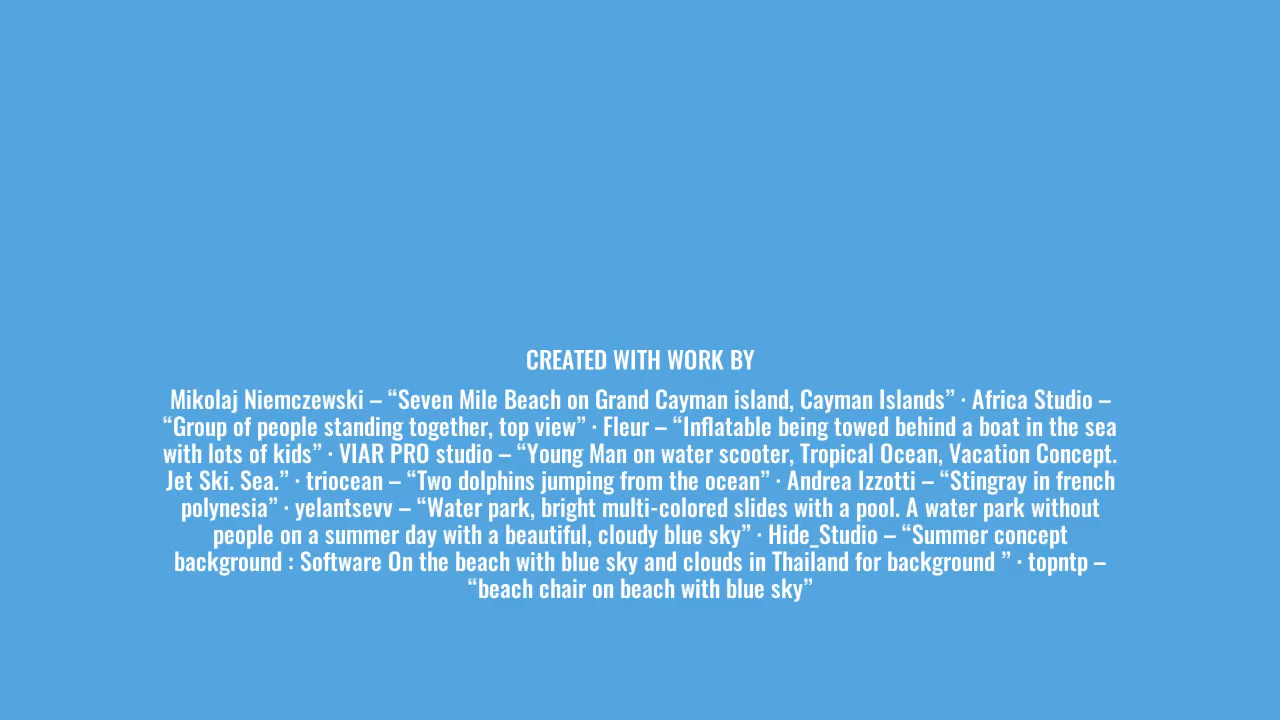 CREATED WITH WORK BY
Mikolaj Niemczewski – “Seven Mile Beach on Grand Cayman island, Cayman Islands” · Africa Studio –
“Group of people standing together, top view” · Fleur – “Inflatable being towed behind a boat in the sea
with lots of kids” · VIAR PRO studio – “Young Man on water scooter, Tropical Ocean, Vacation Concept.
Jet Ski. Sea.” · triocean – “Two dolphins jumping from the ocean” · Andrea Izzotti – “Stingray in french
polynesia” · yelantsevv – “Water park, bright multi-colored slides with a pool. A water park without
people on a summer day with a beautiful, cloudy blue sky” · Hide_Studio – “Summer concept
background : Software On the beach with blue sky and clouds in Thailand for background ” · topntp –
“beach chair on beach with blue sky”